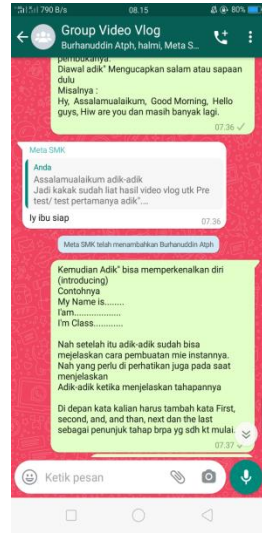 790 B/s 08.15 80%
Group Video Vlog
Burhanuddin Atph, halmi, Meta S...
pembukanya.
Diawal adik" Mengucapkan salam atau sapaan
dulu
Misalnya :
Hy, Assalamualaikum, Good Morning, Hello
guys, Hiw are you dan masih banyak lagi.
07.36
Meta SMK
Anda
Assalamualaikum adik-adik
Jadi kakak sudah liat hasil video vlog utk Pre
test/ test pertamanya adik"....
Iy ibu siap
07.36
Meta SMK telah menambahkan Burhanuddin Atph
Kemudian Adik" bisa memperkenalkan diri
(introducing)
Contohnya
My Name is........
I'am...................
I'm Class...........
Nah setelah itu adik-adik sudah bisa
mejelaskan cara pembuatan mie instannya.
Nah yang perlu di perhatikan juga pada saat
menjelaskan
Adik-adik ketika menjelaskan tahapannya
Di depan kata kalian harus tambah kata First,
second, and, and than, next dan the last
sebagai penunjuk tahap brpa yg sdh kt mulai.
07.37
Ketik pesan